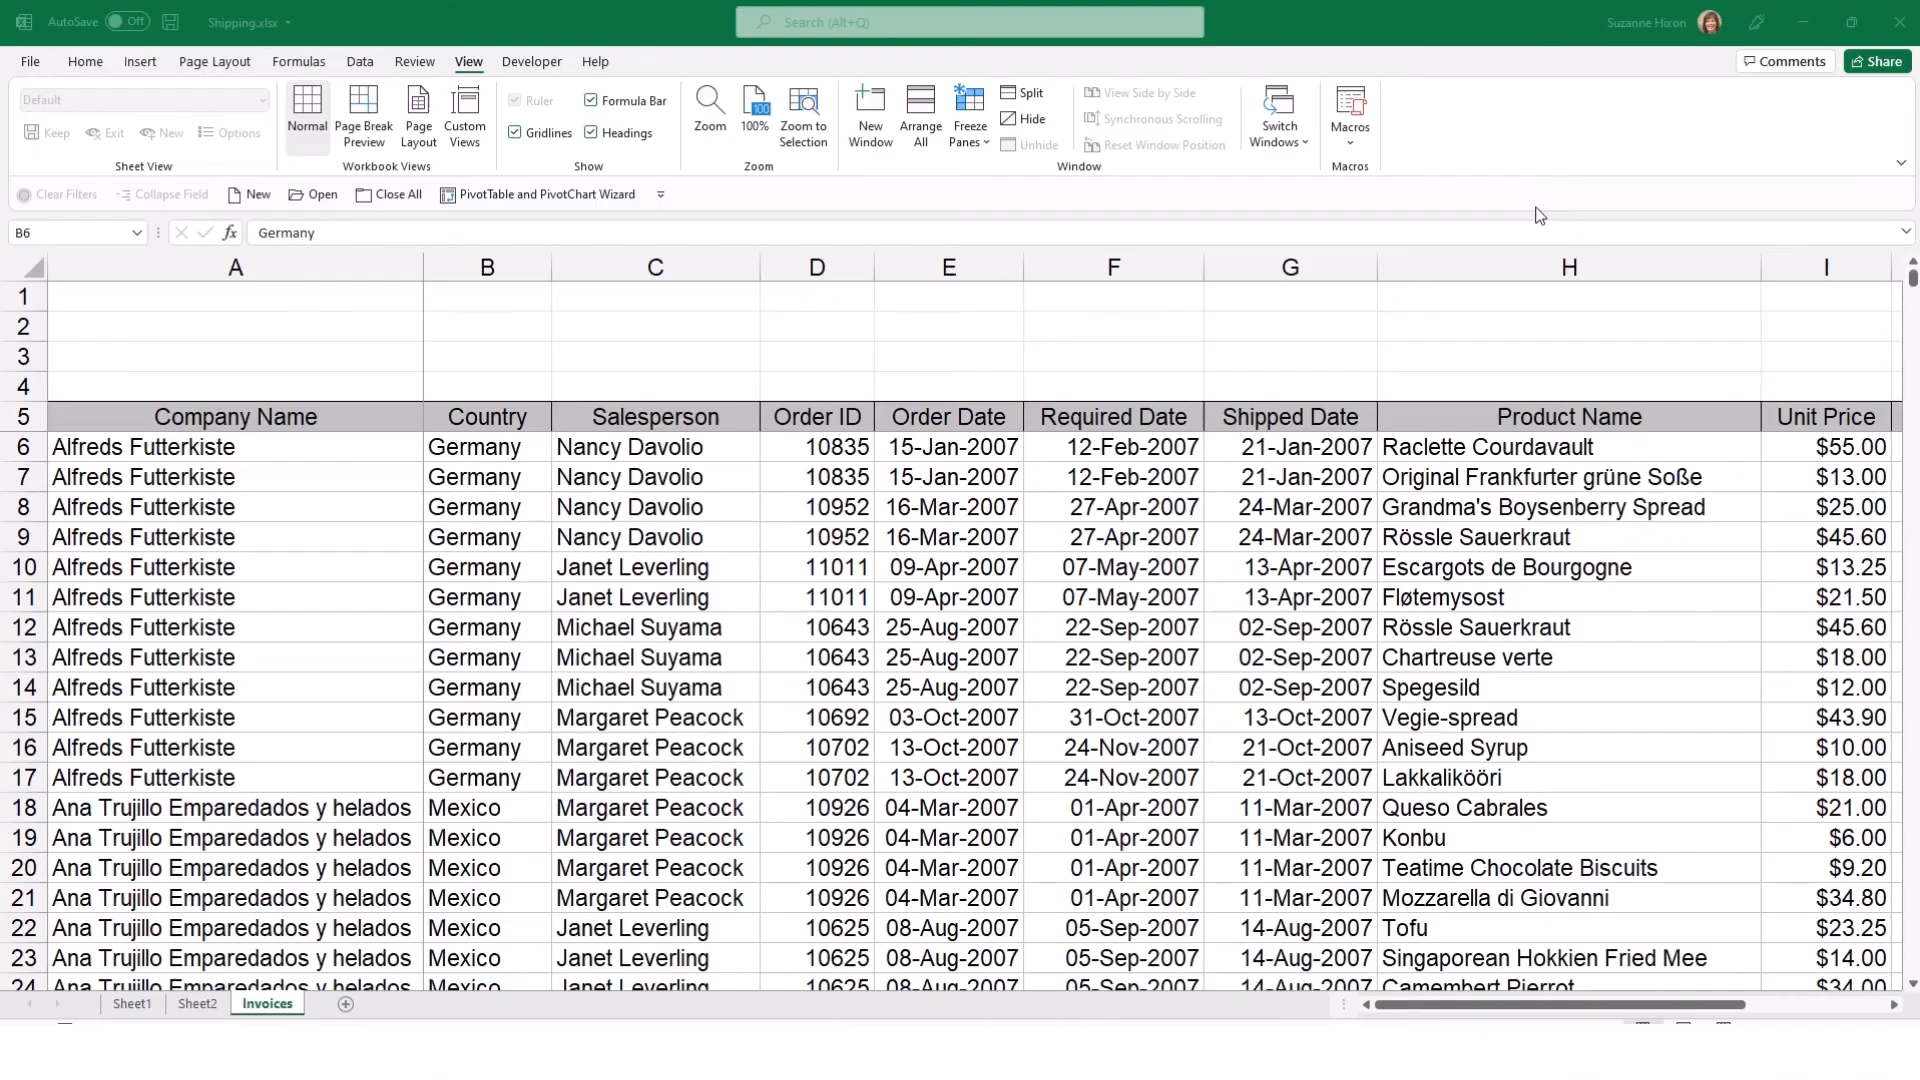 AutoSave Off Shipping.xlsx Search (Alt+Q) Suzanne Hixon
File Home Insert Page Layout Formulas Data Review View Developer Help Comments Share
Default
Keep Exit New Options
Sheet View
Normal Page Break Preview Page Layout Custom Views
Workbook Views
Ruler Formula Bar
Gridlines Headings
Show
Zoom 100% Zoom to Selection
Zoom
New Window Arrange All Freeze Panes
Split View Side by Side
Hide Synchronous Scrolling
Unhide Reset Window Position
Switch Windows
Window
Macros
Macros
Clear Filters Collapse Field New Open Close All PivotTable and PivotChart Wizard
B6 fx Germany
A B C D E F G H I
1
2
3
4
5 Company Name Country Salesperson Order ID Order Date Required Date Shipped Date Product Name Unit Price
6 Alfreds Futterkiste Germany Nancy Davolio 10835 15-Jan-2007 12-Feb-2007 21-Jan-2007 Raclette Courdavault $55.00
7 Alfreds Futterkiste Germany Nancy Davolio 10835 15-Jan-2007 12-Feb-2007 21-Jan-2007 Original Frankfurter grüne Soße $13.00
8 Alfreds Futterkiste Germany Nancy Davolio 10952 16-Mar-2007 27-Apr-2007 24-Mar-2007 Grandma's Boysenberry Spread $25.00
9 Alfreds Futterkiste Germany Nancy Davolio 10952 16-Mar-2007 27-Apr-2007 24-Mar-2007 Rössle Sauerkraut $45.60
10 Alfreds Futterkiste Germany Janet Leverling 11011 09-Apr-2007 07-May-2007 13-Apr-2007 Escargots de Bourgogne $13.25
11 Alfreds Futterkiste Germany Janet Leverling 11011 09-Apr-2007 07-May-2007 13-Apr-2007 Fløtemysost $21.50
12 Alfreds Futterkiste Germany Michael Suyama 10643 25-Aug-2007 22-Sep-2007 02-Sep-2007 Rössle Sauerkraut $45.60
13 Alfreds Futterkiste Germany Michael Suyama 10643 25-Aug-2007 22-Sep-2007 02-Sep-2007 Chartreuse verte $18.00
14 Alfreds Futterkiste Germany Michael Suyama 10643 25-Aug-2007 22-Sep-2007 02-Sep-2007 Spegesild $12.00
15 Alfreds Futterkiste Germany Margaret Peacock 10692 03-Oct-2007 31-Oct-2007 13-Oct-2007 Vegie-spread $43.90
16 Alfreds Futterkiste Germany Margaret Peacock 10702 13-Oct-2007 24-Nov-2007 21-Oct-2007 Aniseed Syrup $10.00
17 Alfreds Futterkiste Germany Margaret Peacock 10702 13-Oct-2007 24-Nov-2007 21-Oct-2007 Lakkalikööri $18.00
18 Ana Trujillo Emparedados y helados Mexico Margaret Peacock 10926 04-Mar-2007 01-Apr-2007 11-Mar-2007 Queso Cabrales $21.00
19 Ana Trujillo Emparedados y helados Mexico Margaret Peacock 10926 04-Mar-2007 01-Apr-2007 11-Mar-2007 Konbu $6.00
20 Ana Trujillo Emparedados y helados Mexico Margaret Peacock 10926 04-Mar-2007 01-Apr-2007 11-Mar-2007 Teatime Chocolate Biscuits $9.20
21 Ana Trujillo Emparedados y helados Mexico Margaret Peacock 10926 04-Mar-2007 01-Apr-2007 11-Mar-2007 Mozzarella di Giovanni $34.80
22 Ana Trujillo Emparedados y helados Mexico Janet Leverling 10625 08-Aug-2007 05-Sep-2007 14-Aug-2007 Tofu $23.25
23 Ana Trujillo Emparedados y helados Mexico Janet Leverling 10625 08-Aug-2007 05-Sep-2007 14-Aug-2007 Singaporean Hokkien Fried Mee $14.00
24 Ana Trujillo Emparedados y helados Mexico Janet Leverling 10625 08-Aug-2007 05-Sep-2007 14-Aug-2007 Camembert Pierrot $34.00
Sheet1 Sheet2 Invoices